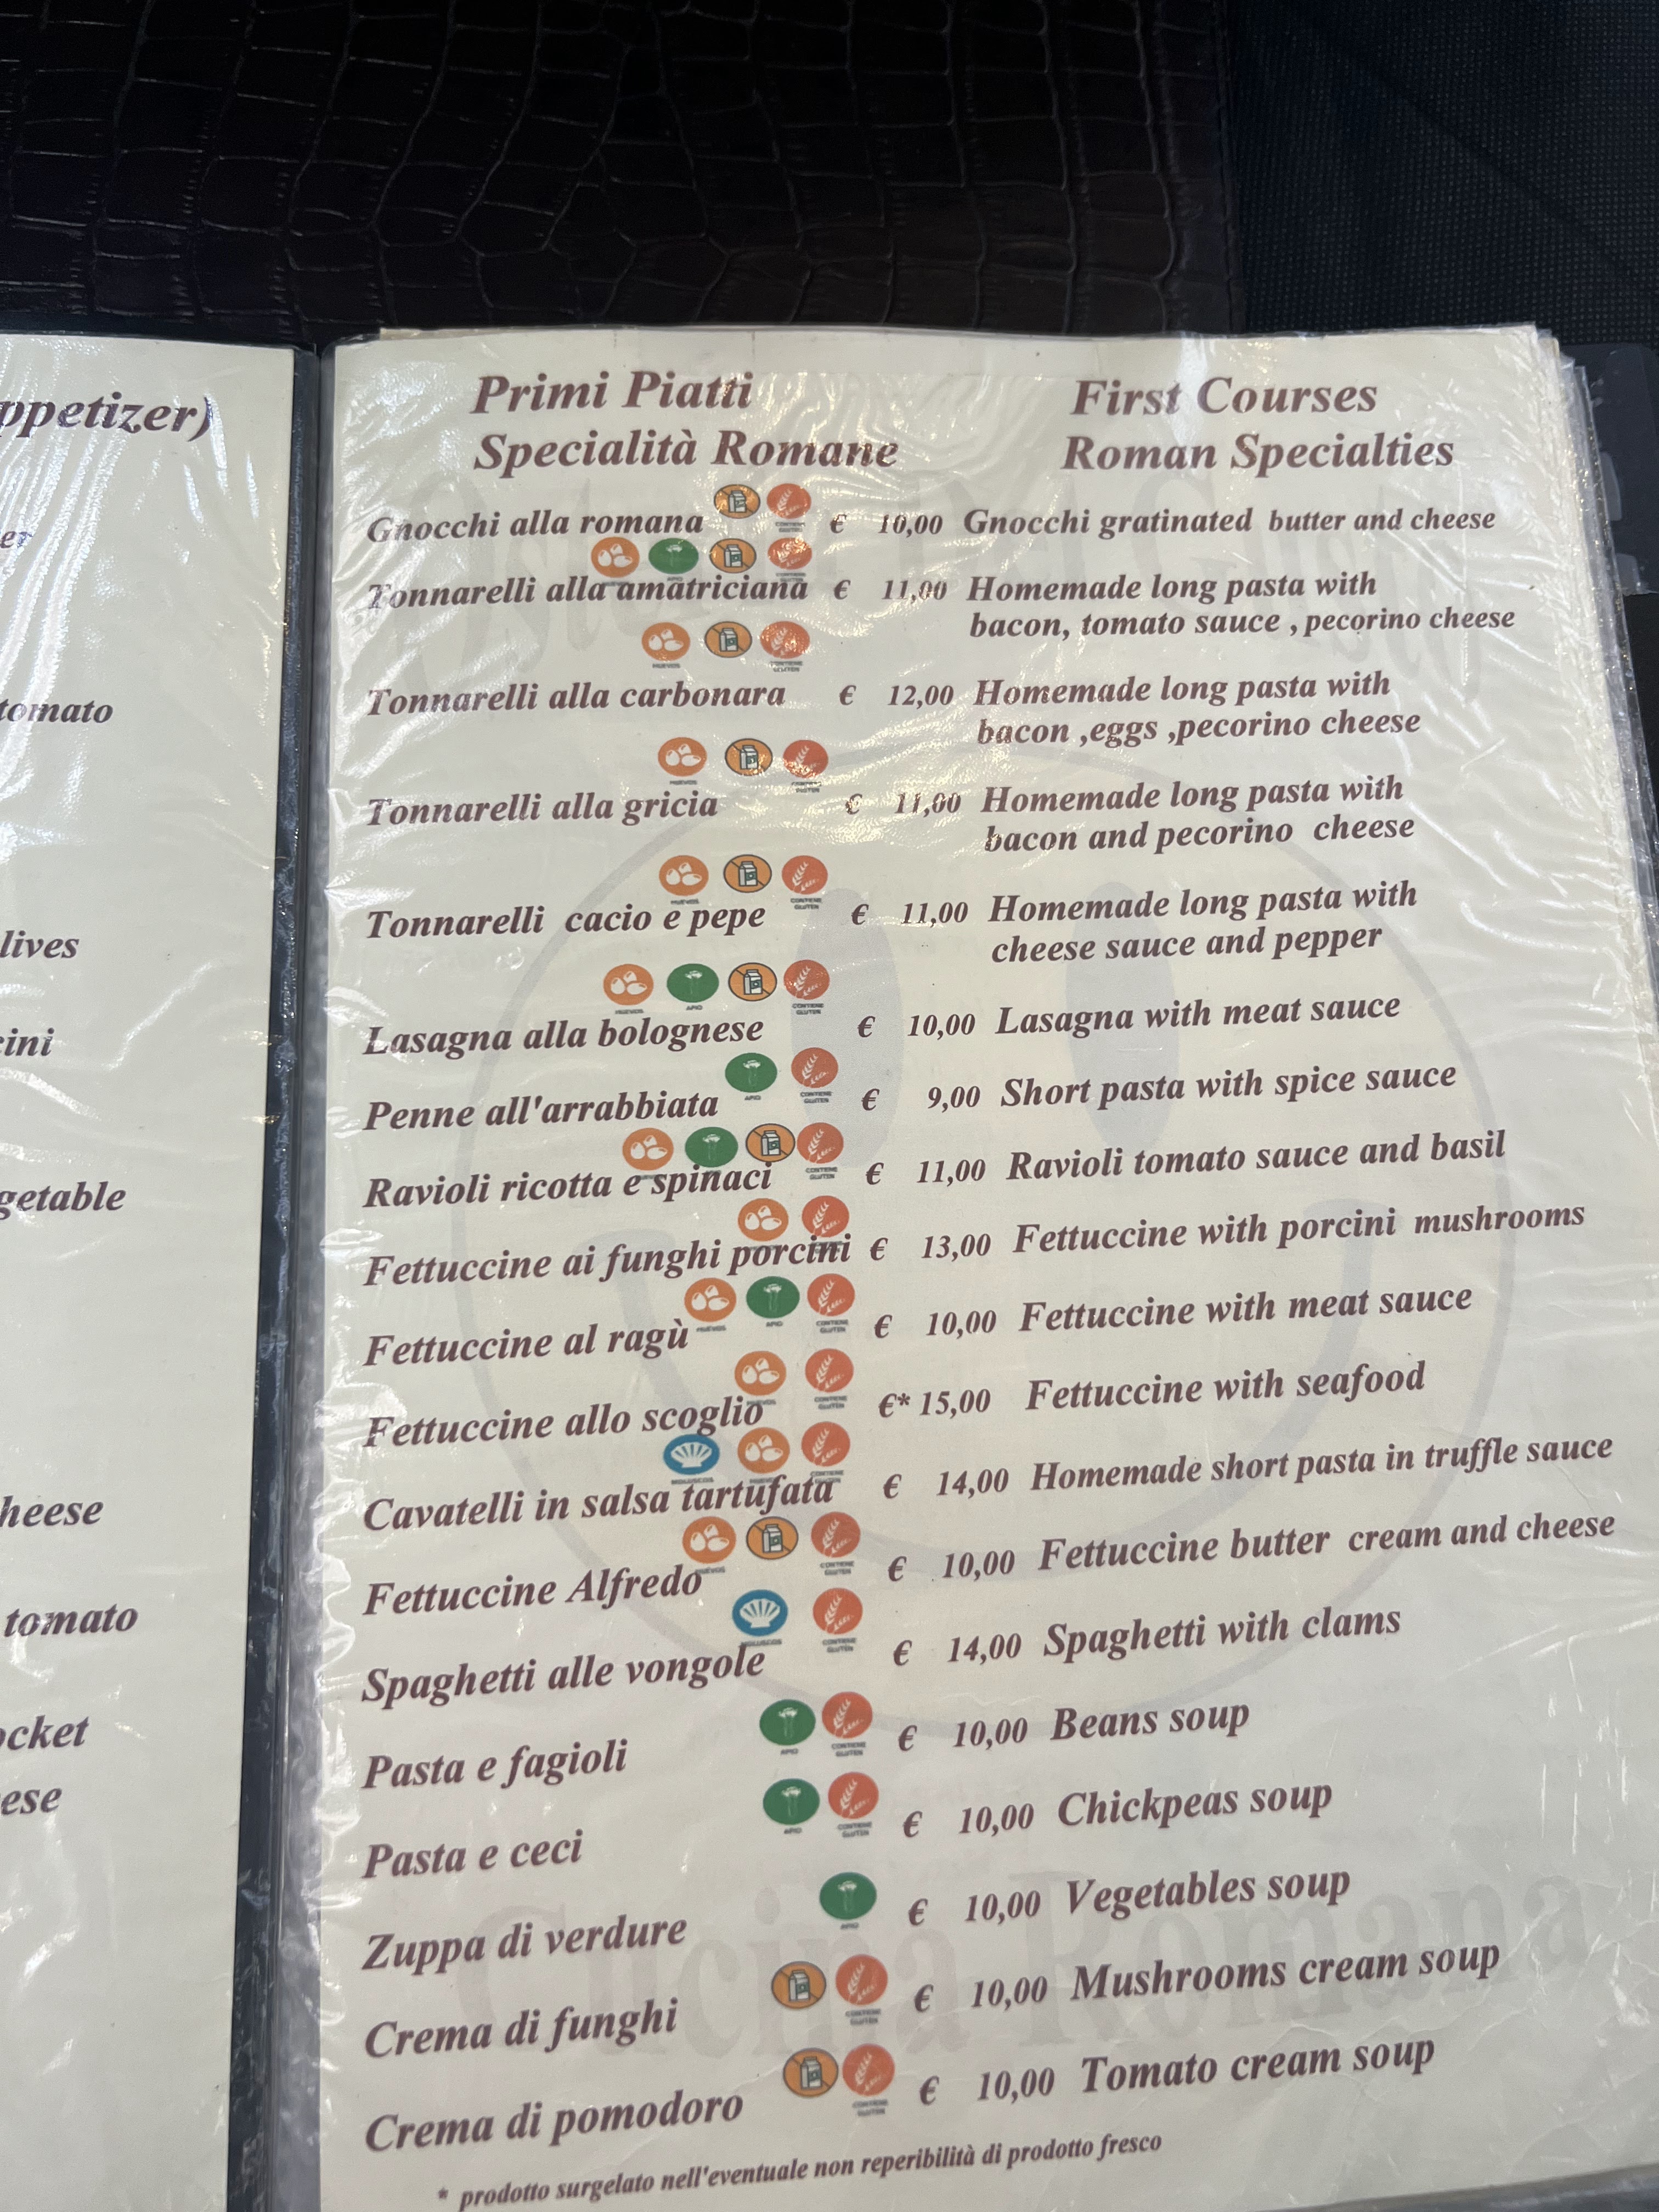 ppetizer)
er
tomato
lives
cini
getable
heese
tomato
ocket
ese
Primi Piatti
Specialità Romane
First Courses
Roman Specialties
Gnocchi alla romana € 10,00 Gnocchi gratinated butter and cheese
Tonnarelli alla amatriciana € 11,00 Homemade long pasta with
bacon, tomato sauce , pecorino cheese
Tonnarelli alla carbonara € 12,00 Homemade long pasta with
bacon ,eggs ,pecorino cheese
Tonnarelli alla gricia € 11,00 Homemade long pasta with
bacon and pecorino cheese
Tonnarelli cacio e pepe € 11,00 Homemade long pasta with
cheese sauce and pepper
Lasagna alla bolognese € 10,00 Lasagna with meat sauce
Penne all'arrabbiata € 9,00 Short pasta with spice sauce
Ravioli ricotta e spinaci € 11,00 Ravioli tomato sauce and basil
Fettuccine ai funghi porcini € 13,00 Fettuccine with porcini mushrooms
Fettuccine al ragù € 10,00 Fettuccine with meat sauce
Fettuccine allo scoglio €* 15,00 Fettuccine with seafood
Cavatelli in salsa tartufata € 14,00 Homemade short pasta in truffle sauce
Fettuccine Alfredo € 10,00 Fettuccine butter cream and cheese
Spaghetti alle vongole € 14,00 Spaghetti with clams
Pasta e fagioli € 10,00 Beans soup
Pasta e ceci € 10,00 Chickpeas soup
Zuppa di verdure € 10,00 Vegetables soup
Crema di funghi € 10,00 Mushrooms cream soup
Crema di pomodoro € 10,00 Tomato cream soup
* prodotto surgelato nell'eventuale non reperibilità di prodotto fresco
Cucina Romana